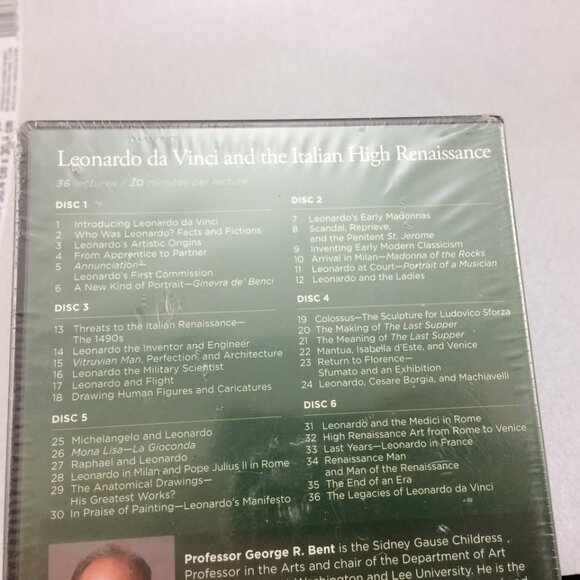 Leonardo da Vinci and the Italian High Renaissance
36 lectures / 30 minutes per lecture
DISC 1
1 Introducing Leonardo da Vinci
2 Who Was Leonardo? Facts and Fictions
3 Leonardo's Artistic Origins
4 From Apprentice to Partner
5 Annunciation—
Leonardo's First Commission
6 A New Kind of Portrait—Ginevra de' Benci
DISC 2
7 Leonardo's Early Madonnas
8 Scandal, Reprieve,
and the Penitent St. Jerome
9 Inventing Early Modern Classicism
10 Arrival in Milan—Madonna of the Rocks
11 Leonardo at Court—Portrait of a Musician
12 Leonardo and the Ladies
DISC 3
13 Threats to the Italian Renaissance—
The 1490s
14 Leonardo the Inventor and Engineer
15 Vitruvian Man, Perfection, and Architecture
16 Leonardo the Military Scientist
17 Leonardo and Flight
18 Drawing Human Figures and Caricatures
DISC 4
19 Colossus—The Sculpture for Ludovico Sforza
20 The Making of The Last Supper
21 The Meaning of The Last Supper
22 Mantua, Isabella d'Este, and Venice
23 Return to Florence—
Sfumato and an Exhibition
24 Leonardo, Cesare Borgia, and Machiavelli
DISC 5
25 Michelangelo and Leonardo
26 Mona Lisa—La Gioconda
27 Raphael and Leonardo
28 Leonardo in Milan and Pope Julius II in Rome
29 The Anatomical Drawings—
His Greatest Works?
30 In Praise of Painting—Leonardo's Manifesto
DISC 6
31 Leonardo and the Medici in Rome
32 High Renaissance Art from Rome to Venice
33 Last Years—Leonardo in France
34 Renaissance Man
and Man of the Renaissance
35 The End of an Era
36 The Legacies of Leonardo da Vinci
Professor George R. Bent is the Sidney Gause Childress
Professor in the Arts and chair of the Department of Art
Washington and Lee University. He is the